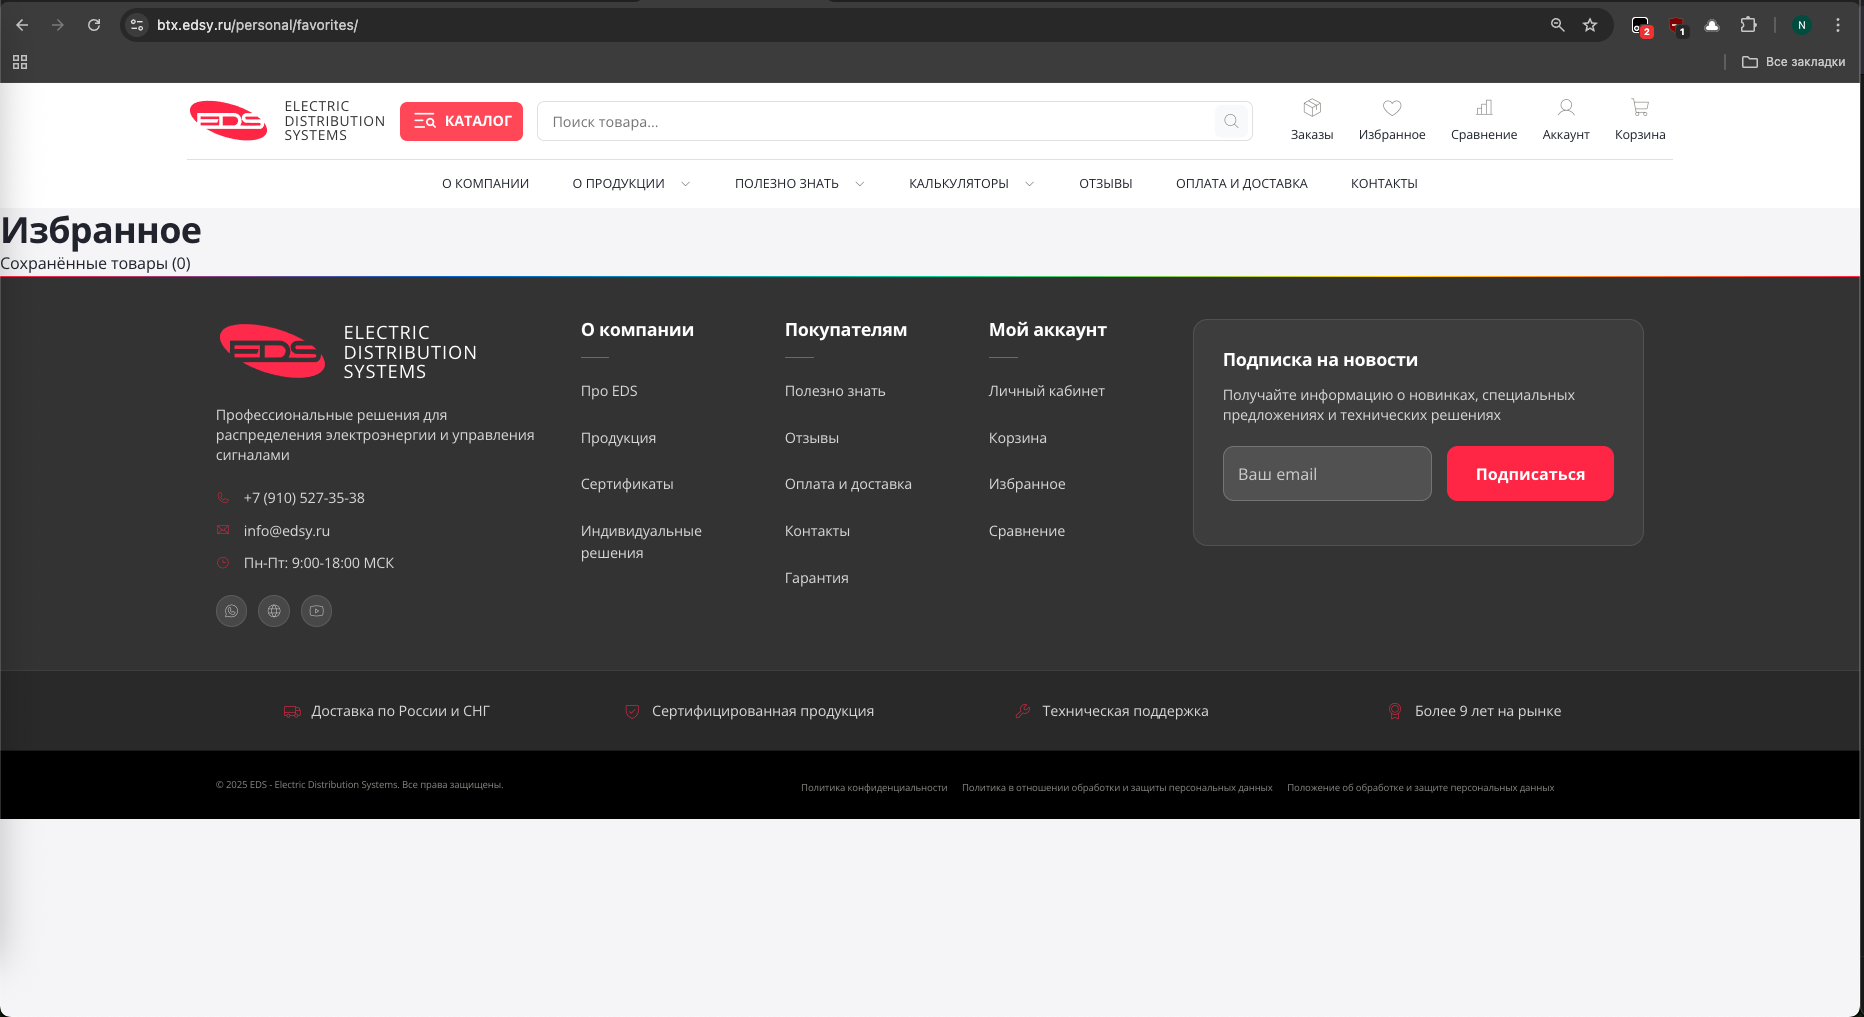 btx.edsy.ru/personal/favorites/
2
1
N
Все закладки
EDS
ELECTRIC
DISTRIBUTION
SYSTEMS
КАТАЛОГ
Поиск товара...
Заказы
Избранное
Сравнение
Аккаунт
Корзина
О КОМПАНИИ
О ПРОДУКЦИИ
ПОЛЕЗНО ЗНАТЬ
КАЛЬКУЛЯТОРЫ
ОТЗЫВЫ
ОПЛАТА И ДОСТАВКА
КОНТАКТЫ
Избранное
Сохранённые товары (0)
EDS
ELECTRIC
DISTRIBUTION
SYSTEMS
Профессиональные решения для
распределения электроэнергии и управления
сигналами
+7 (910) 527-35-38
info@edsy.ru
Пн-Пт: 9:00-18:00 МСК
О компании
Про EDS
Продукция
Сертификаты
Индивидуальные
решения
Покупателям
Полезно знать
Отзывы
Оплата и доставка
Контакты
Гарантия
Мой аккаунт
Личный кабинет
Корзина
Избранное
Сравнение
Подписка на новости
Получайте информацию о новинках, специальных
предложениях и технических решениях
Ваш email
Подписаться
Доставка по России и СНГ
Сертифицированная продукция
Техническая поддержка
Более 9 лет на рынке
© 2025 EDS - Electric Distribution Systems. Все права защищены.
Политика конфиденциальности
Политика в отношении обработки и защиты персональных данных
Положение об обработке и защите персональных данных